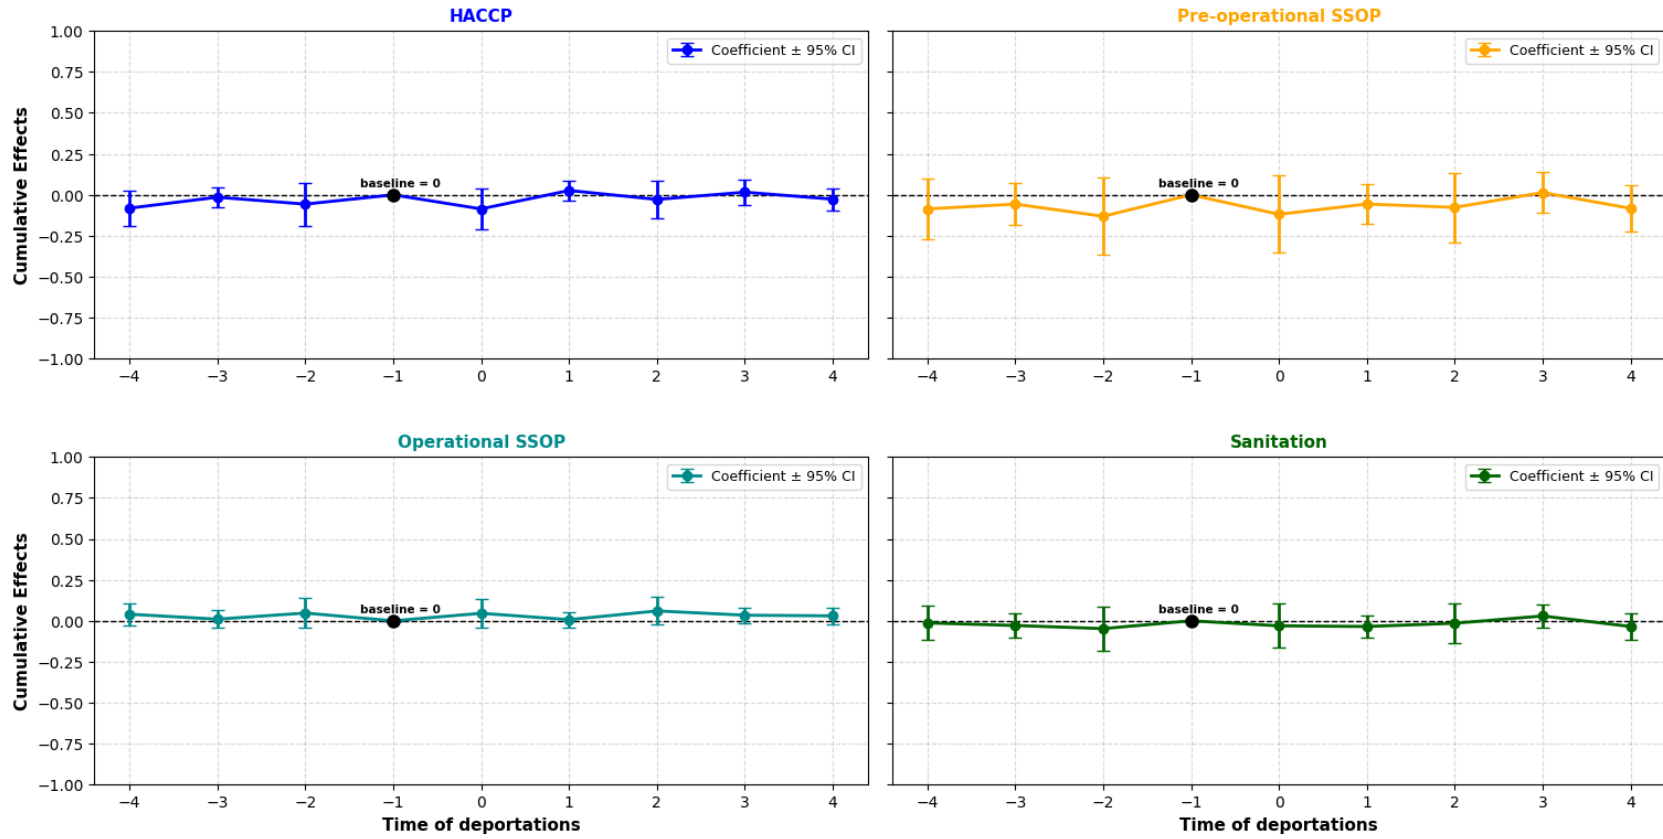 HACCP
Coefficient ± 95% CI
baseline = 0
Cumulative Effects
1.00
0.75
0.50
0.25
0.00
−0.25
−0.50
−0.75
−1.00
−4 −3 −2 −1 0 1 2 3 4
Pre-operational SSOP
Coefficient ± 95% CI
baseline = 0
−4 −3 −2 −1 0 1 2 3 4
Operational SSOP
Coefficient ± 95% CI
baseline = 0
Cumulative Effects
1.00
0.75
0.50
0.25
0.00
−0.25
−0.50
−0.75
−1.00
−4 −3 −2 −1 0 1 2 3 4
Time of deportations
Sanitation
Coefficient ± 95% CI
baseline = 0
−4 −3 −2 −1 0 1 2 3 4
Time of deportations